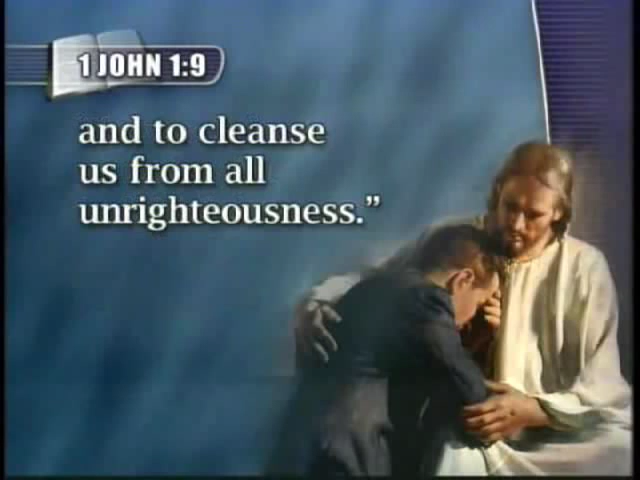 1 JOHN 1:9
and to cleanse
us from all
unrighteousness.”